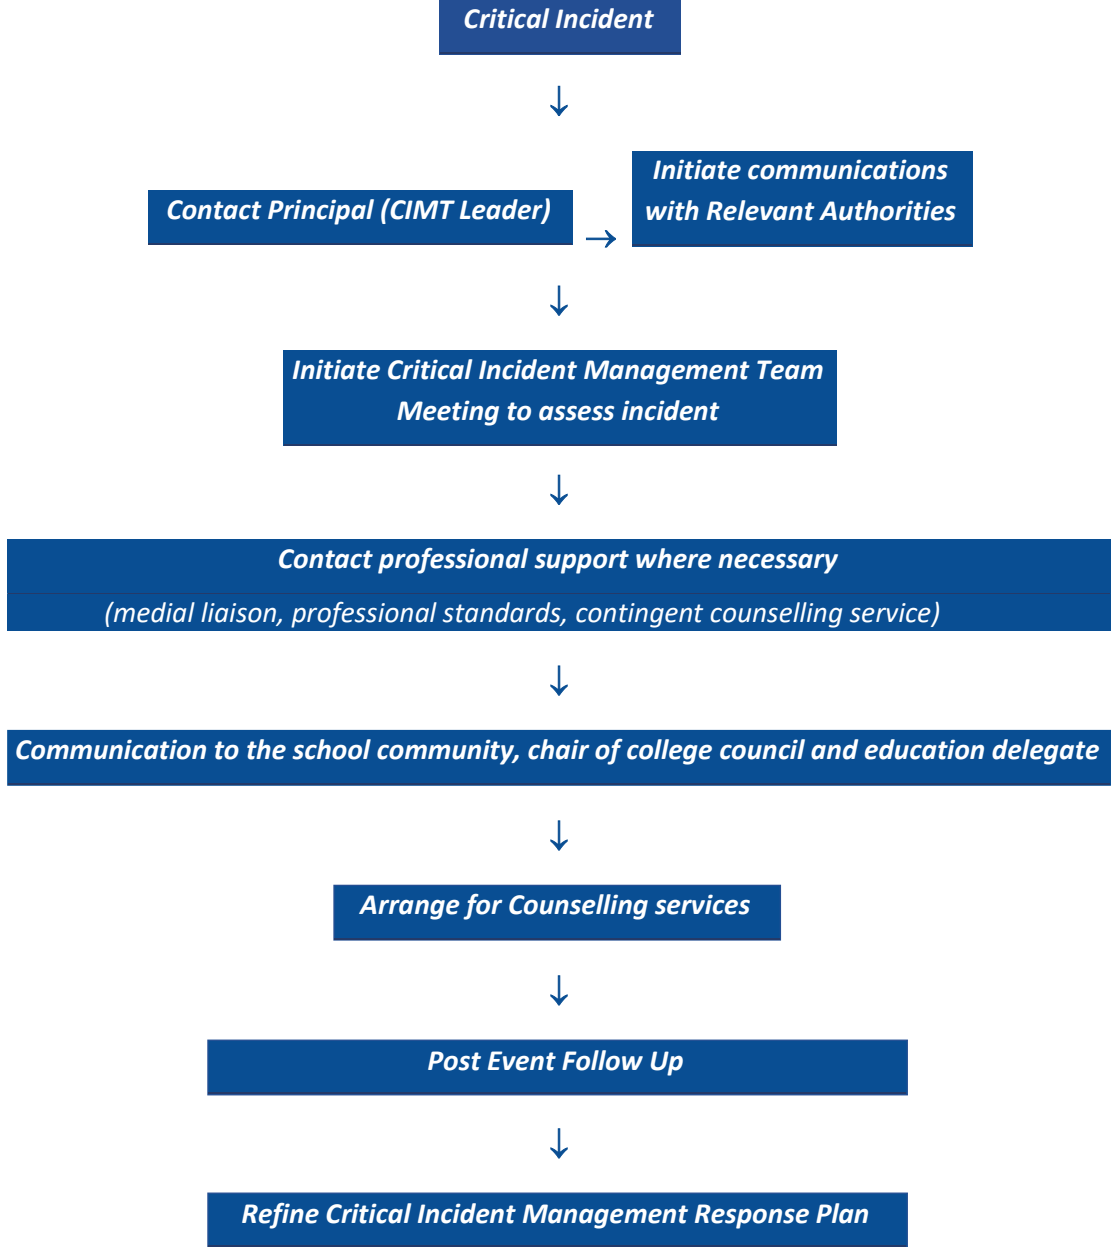 Critical Incident
↓
Contact Principal (CIMT Leader)
→
Initiate communications
with Relevant Authorities
↓
Initiate Critical Incident Management Team
Meeting to assess incident
↓
Contact professional support where necessary
(medial liaison, professional standards, contingent counselling service)
↓
Communication to the school community, chair of college council and education delegate
↓
Arrange for Counselling services
↓
Post Event Follow Up
↓
Refine Critical Incident Management Response Plan